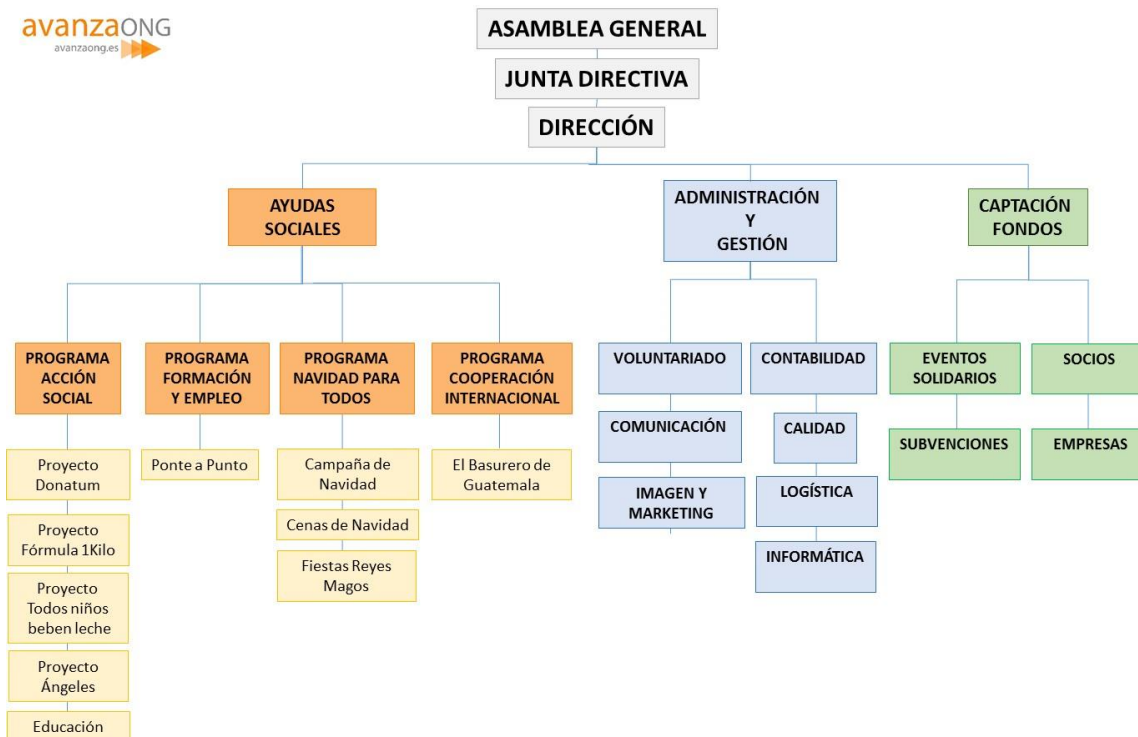 avanzaONG
avanzaong.es
ASAMBLEA GENERAL
JUNTA DIRECTIVA
DIRECCIÓN
AYUDAS
SOCIALES
ADMINISTRACIÓN
Y
GESTIÓN
CAPTACIÓN
FONDOS
PROGRAMA
ACCIÓN
SOCIAL
PROGRAMA
FORMACIÓN
Y EMPLEO
PROGRAMA
NAVIDAD PARA
TODOS
PROGRAMA
COOPERACIÓN
INTERNACIONAL
Proyecto
Donatum
Proyecto
Fórmula 1Kilo
Proyecto
Todos niños
beben leche
Proyecto
Ángeles
Educación
Ponte a Punto
Campaña de
Navidad
Cenas de Navidad
Fiestas Reyes
Magos
El Basurero de
Guatemala
VOLUNTARIADO
COMUNICACIÓN
IMAGEN Y
MARKETING
CONTABILIDAD
CALIDAD
LOGÍSTICA
INFORMÁTICA
EVENTOS
SOLIDARIOS
SUBVENCIONES
SOCIOS
EMPRESAS